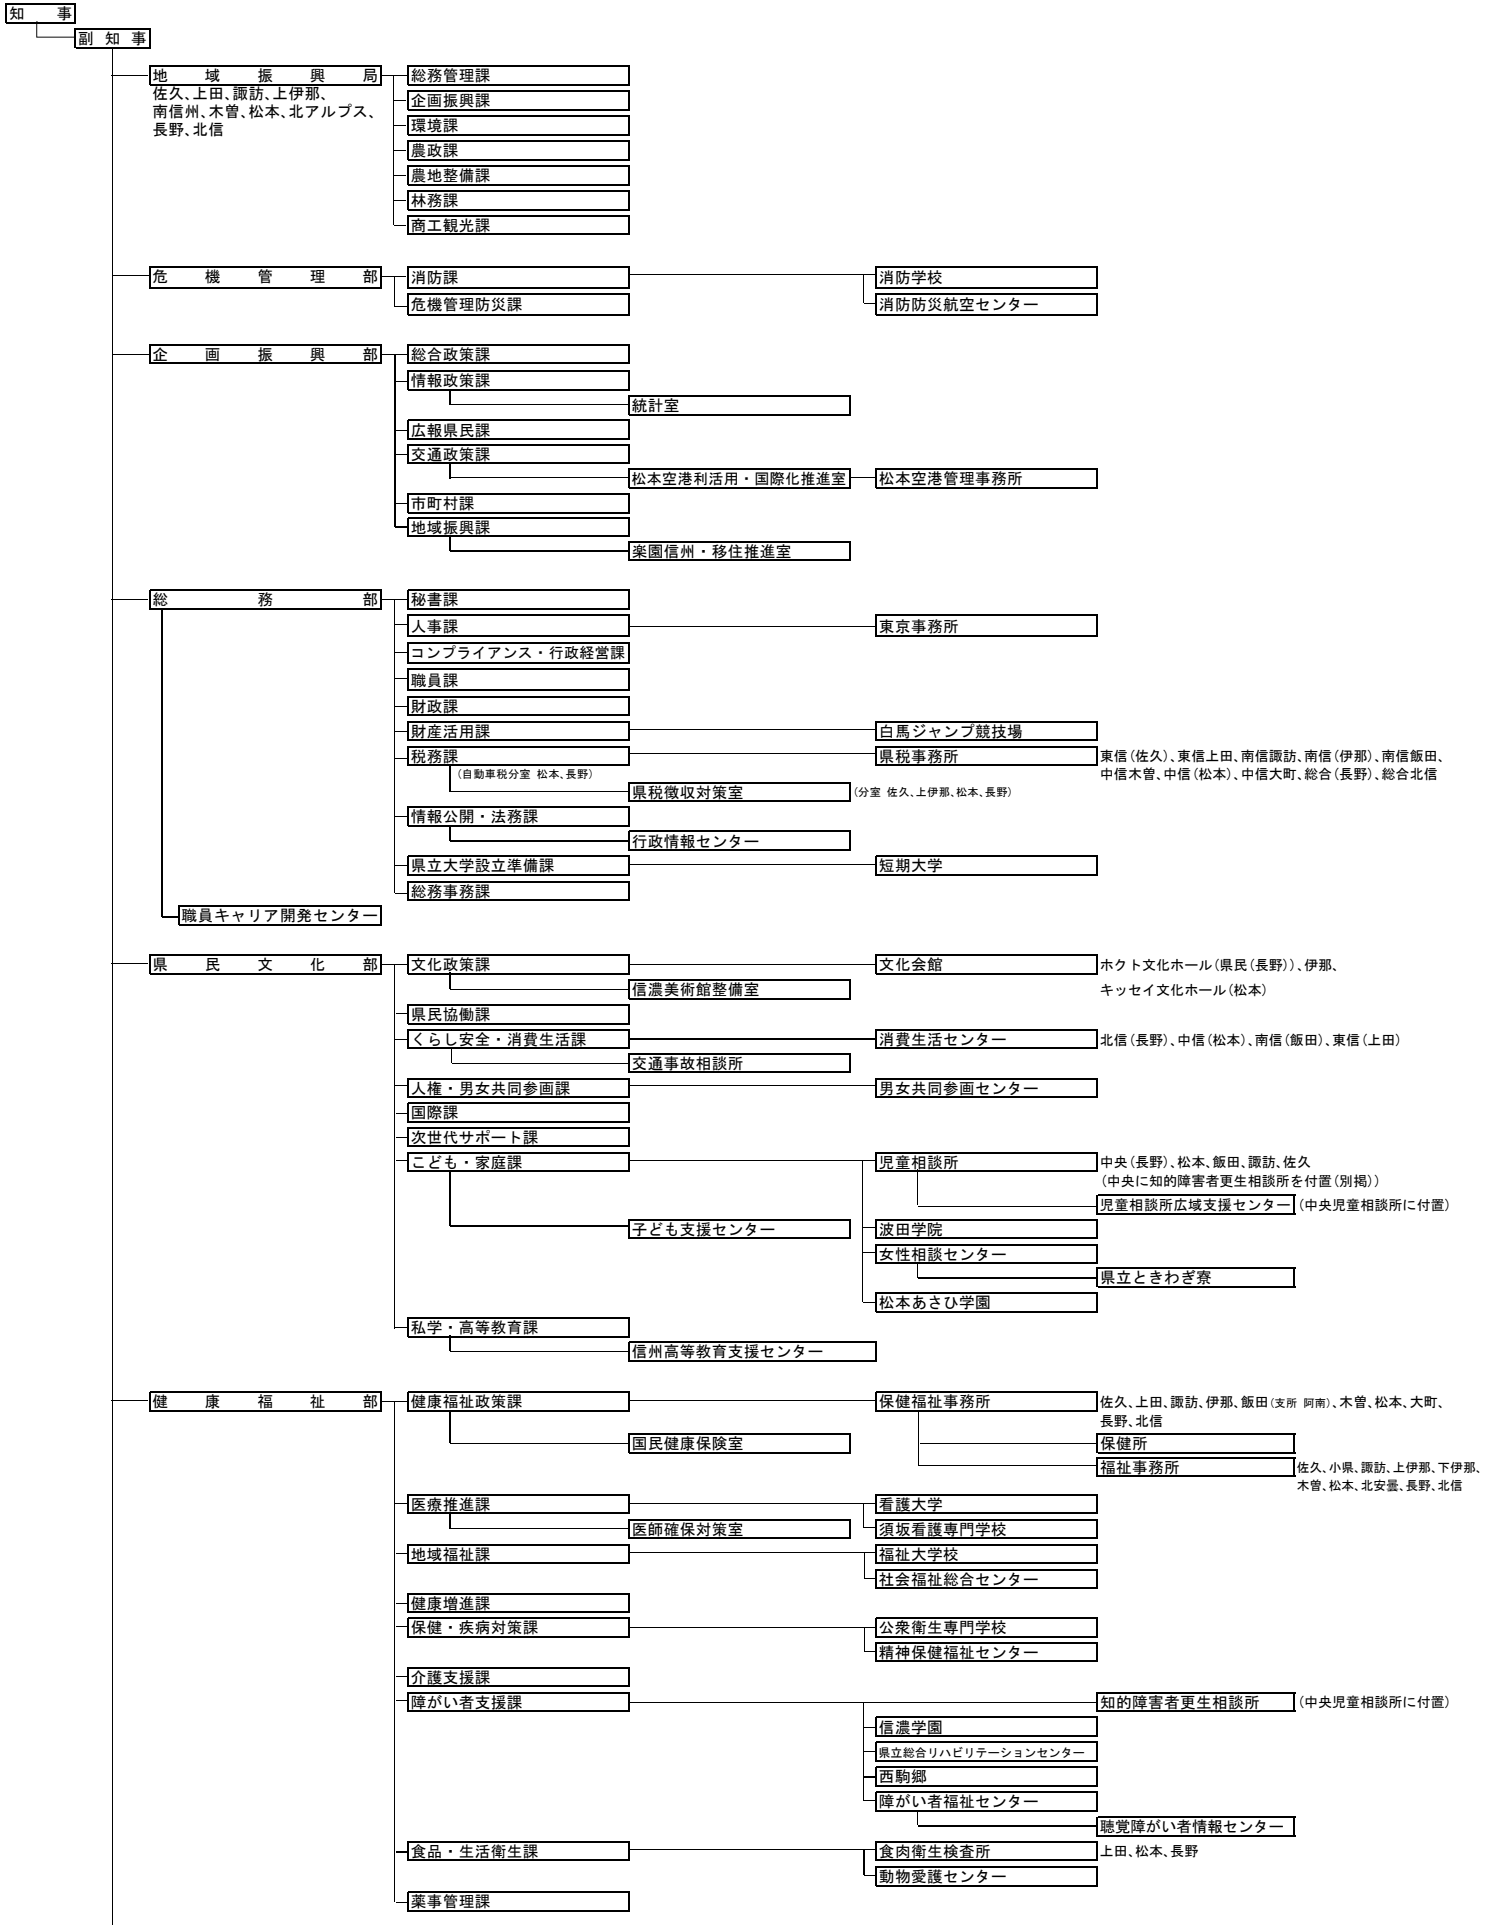 知事
副知事
地域振興局
佐久、上田、諏訪、上伊那、
南信州、木曽、松本、北アルプス、
長野、北信
総務管理課
企画振興課
環境課
農政課
農地整備課
林務課
商工観光課
危機管理部
消防課
消防学校
消防防災航空センター
危機管理防災課
企画振興部
総合政策課
情報政策課
統計室
広報県民課
交通政策課
松本空港利活用・国際化推進室
松本空港管理事務所
市町村課
地域振興課
楽園信州・移住推進室
総務部
秘書課
人事課
東京事務所
コンプライアンス・行政経営課
職員課
財政課
財産活用課
白馬ジャンプ競技場
税務課
県税事務所
東信(佐久)、東信上田、南信諏訪、南信(伊那)、南信飯田、
中信木曽、中信(松本)、中信大町、総合(長野)、総合北信
(自動車税分室 松本、長野)
県税徴収対策室
(分室 佐久、上伊那、松本、長野)
情報公開・法務課
行政情報センター
県立大学設立準備課
短期大学
総務事務課
職員キャリア開発センター
県民文化部
文化政策課
文化会館
ホクト文化ホール(県民(長野))、伊那、
キッセイ文化ホール(松本)
信濃美術館整備室
県民協働課
くらし安全・消費生活課
消費生活センター
北信(長野)、中信(松本)、南信(飯田)、東信(上田)
交通事故相談所
人権・男女共同参画課
男女共同参画センター
国際課
次世代サポート課
こども・家庭課
児童相談所
中央(長野)、松本、飯田、諏訪、佐久
(中央に知的障害者更生相談所を付置(別掲))
児童相談所広域支援センター
(中央児童相談所に付置)
子ども支援センター
波田学院
女性相談センター
県立ときわぎ寮
松本あさひ学園
私学・高等教育課
信州高等教育支援センター
健康福祉部
健康福祉政策課
保健福祉事務所
佐久、上田、諏訪、伊那、飯田(支所 阿南)、木曽、松本、大町、
長野、北信
国民健康保険室
保健所
福祉事務所
佐久、小県、諏訪、上伊那、下伊那、
木曽、松本、北安曇、長野、北信
医療推進課
看護大学
医師確保対策室
須坂看護専門学校
地域福祉課
福祉大学校
社会福祉総合センター
健康増進課
保健・疾病対策課
公衆衛生専門学校
精神保健福祉センター
介護支援課
障がい者支援課
知的障害者更生相談所
(中央児童相談所に付置)
信濃学園
県立総合リハビリテーションセンター
西駒郷
障がい者福祉センター
聴覚障がい者情報センター
食品・生活衛生課
食肉衛生検査所
上田、松本、長野
動物愛護センター
薬事管理課